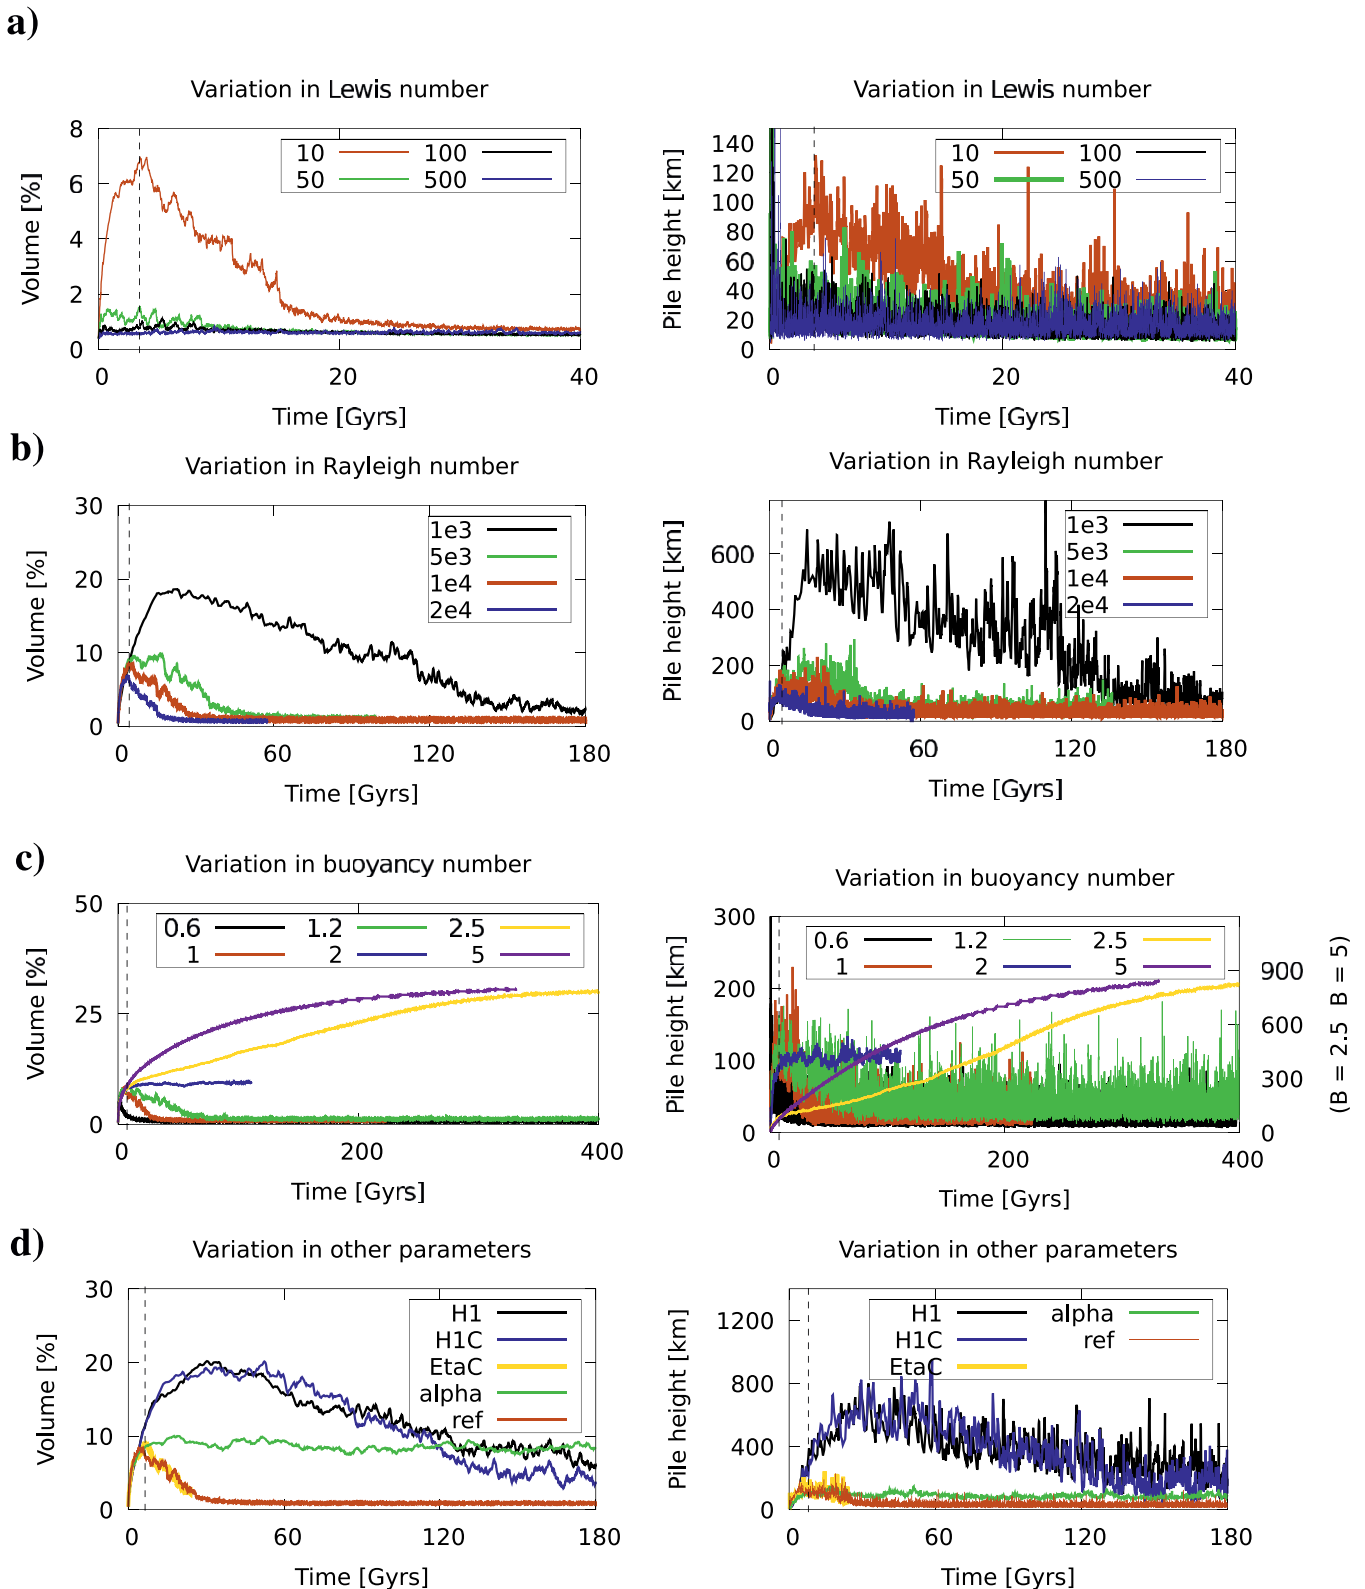 a)
Variation in Lewis number
Volume [%]
8
6
4
2
0
10 100
50 500
0 20 40
Time [Gyrs]
Variation in Lewis number
Pile height [km]
140
120
100
80
60
40
20
0
10 100
50 500
0 20 40
Time [Gyrs]
b)
Variation in Rayleigh number
Volume [%]
30
20
10
0
1e3
5e3
1e4
2e4
0 60 120 180
Time [Gyrs]
Variation in Rayleigh number
Pile height [km]
600
400
200
0
1e3
5e3
1e4
2e4
0 60 120 180
Time [Gyrs]
c)
Variation in buoyancy number
Volume [%]
50
25
0
0.6 1.2 2.5
1 2 5
0 200 400
Time [Gyrs]
Variation in buoyancy number
Pile height [km]
300
200
100
0
0.6 1.2 2.5
1 2 5
900
600
300
0
(B = 2.5 B = 5)
0 200 400
Time [Gyrs]
d)
Variation in other parameters
Volume [%]
30
20
10
0
H1
H1C
EtaC
alpha
ref
0 60 120 180
Time [Gyrs]
Variation in other parameters
Pile height [km]
1200
800
400
0
H1 alpha
H1C ref
EtaC
0 60 120 180
Time [Gyrs]